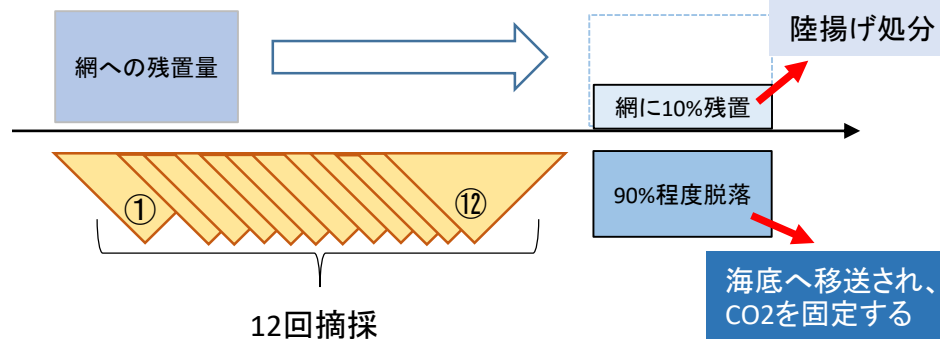 陸揚げ処分
網への残置量
網に10%残置
①
⑫
90%程度脱落
海底へ移送され、
CO2を固定する
12回摘採